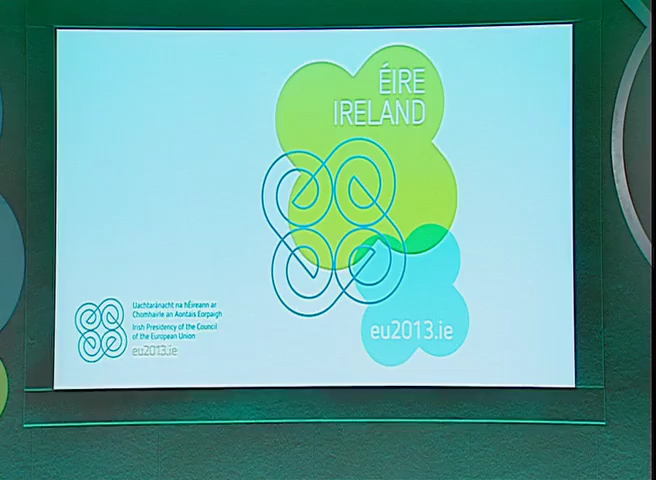 ÉIRE
IRELAND
eu2013.ie
Uachtaránacht na hÉireann ar
Chomhairle an Aontais Eorpaigh
Irish Presidency of the Council
of the European Union
eu2013.ie